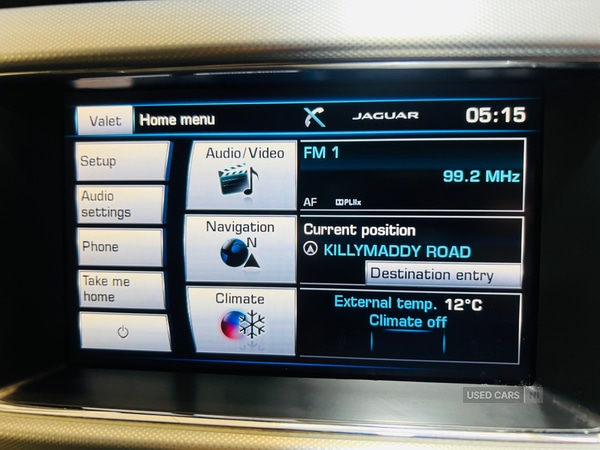 Valet
Home menu
JAGUAR
05:15
Setup
Audio
settings
Phone
Take me
home
Audio/Video
Navigation
N
Climate
FM 1
99.2 MHz
AF
PLIIx
Current position
KILLYMADDY ROAD
Destination entry
External temp. 12°C
Climate off
USED CARS NI